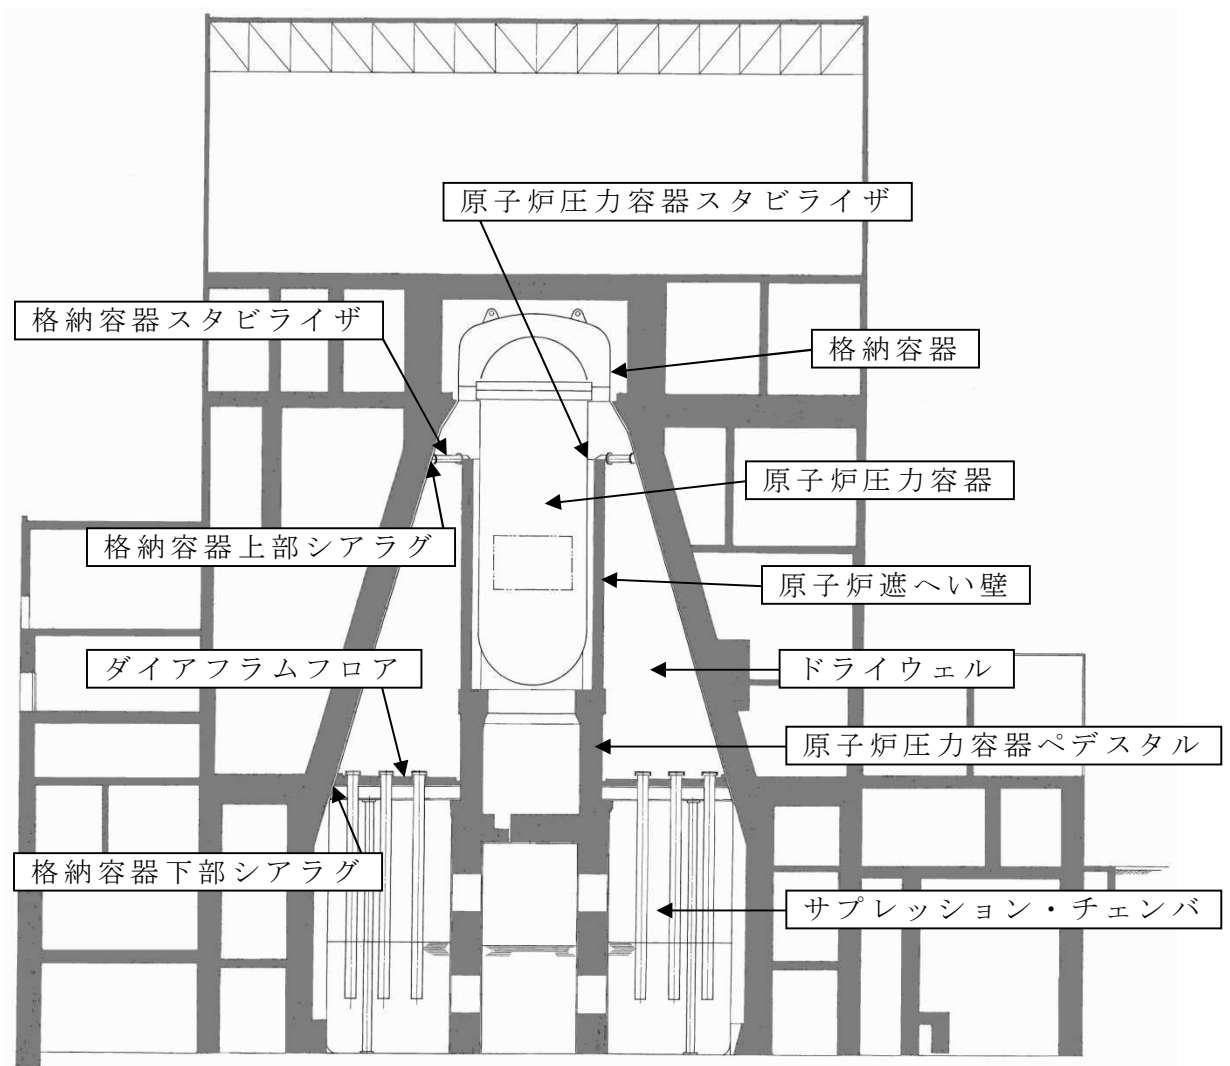 原子炉圧力容器スタビライザ
格納容器スタビライザ
格納容器
原子炉圧力容器
格納容器上部シアラグ
原子炉遮へい壁
ダイアフラムフロア
ドライウェル
原子炉圧力容器ペデスタル
格納容器下部シアラグ
サプレッション・チェンバ